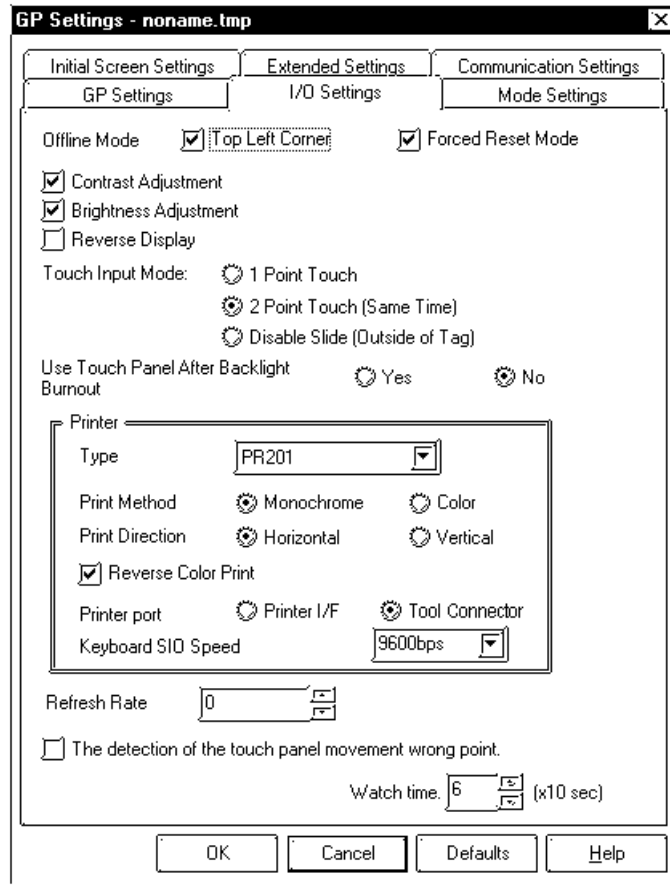 GP Settings - noname.tmp
Initial Screen Settings Extended Settings Communication Settings
GP Settings I/O Settings Mode Settings
Offline Mode Top Left Corner Forced Reset Mode
Contrast Adjustment
Brightness Adjustment
Reverse Display
Touch Input Mode: 1 Point Touch
2 Point Touch (Same Time)
Disable Slide (Outside of Tag)
Use Touch Panel After Backlight
Burnout Yes No
Printer
Type PR201
Print Method Monochrome Color
Print Direction Horizontal Vertical
Reverse Color Print
Printer port Printer I/F Tool Connector
Keyboard SIO Speed 9600bps
Refresh Rate 0
The detection of the touch panel movement wrong point.
Watch time. 6 (x10 sec)
OK Cancel Defaults Help